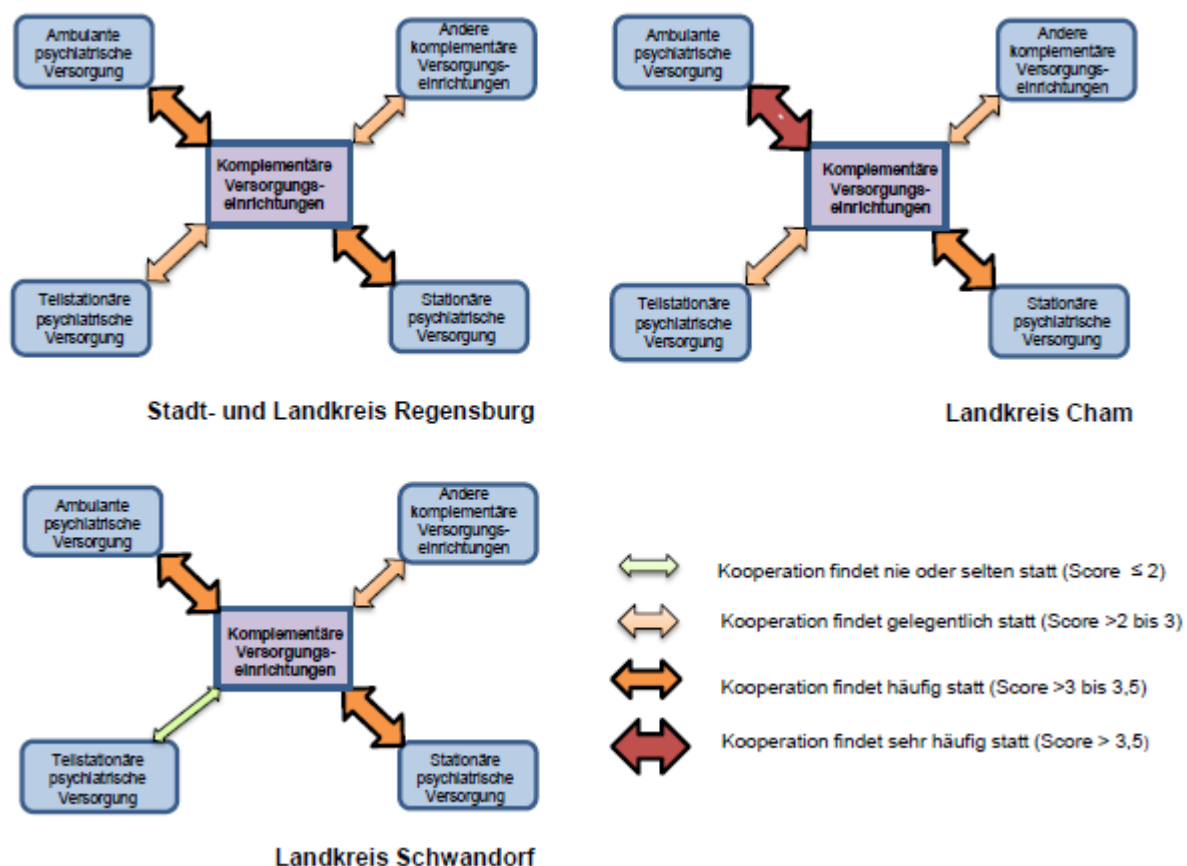 Ambulante
psychiatrische
Versorgung
Andere
komplementäre
Versorgungs-
einrichtungen
Komplementäre
Versorgungs-
einrichtungen
Teilstationäre
psychiatrische
Versorgung
Stationäre
psychiatrische
Versorgung
Stadt- und Landkreis Regensburg
Ambulante
psychiatrische
Versorgung
Andere
komplementäre
Versorgungs-
einrichtungen
Komplementäre
Versorgungs-
einrichtungen
Teilstationäre
psychiatrische
Versorgung
Stationäre
psychiatrische
Versorgung
Landkreis Cham
Ambulante
psychiatrische
Versorgung
Andere
komplementäre
Versorgungs-
einrichtungen
Komplementäre
Versorgungs-
einrichtungen
Teilstationäre
psychiatrische
Versorgung
Stationäre
psychiatrische
Versorgung
Landkreis Schwandorf
Kooperation findet nie oder selten statt (Score ≤ 2)
Kooperation findet gelegentlich statt (Score >2 bis 3)
Kooperation findet häufig statt (Score >3 bis 3,5)
Kooperation findet sehr häufig statt (Score > 3,5)